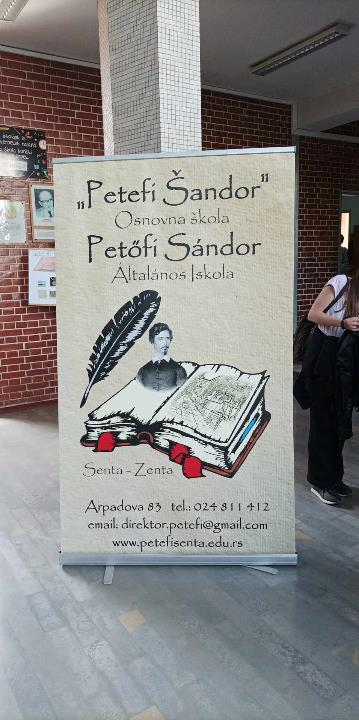 „Petefi Šandor"
Osnovna škola
Petőfi Sándor
Általános Iskola
Senta - Zenta
Arpadova 83 tel.: 024 811 412
email: direktor.petefi@gmail.com
www.petefisenta.edu.rs